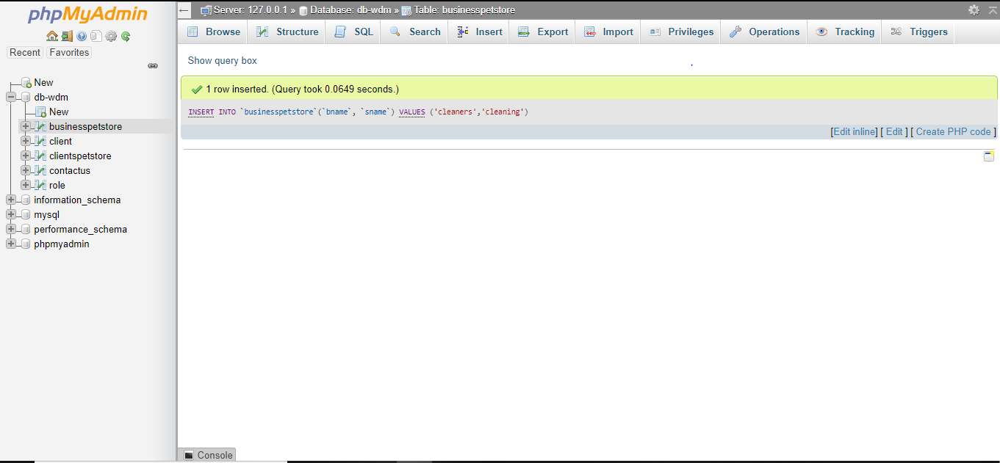 phpMyAdmin
Recent Favorites
New
db-wdm
New
businesspetstore
client
clientspetstore
contactus
role
information_schema
mysql
performance_schema
phpmyadmin
Server: 127.0.0.1 » Database: db-wdm » Table: businesspetstore
Browse Structure SQL Search Insert Export Import Privileges Operations Tracking Triggers
Show query box
1 row inserted. (Query took 0.0649 seconds.)
INSERT INTO `businesspetstore`(`bname`, `sname`) VALUES ('cleaners','cleaning')
[Edit inline] [ Edit ] [ Create PHP code ]
Console